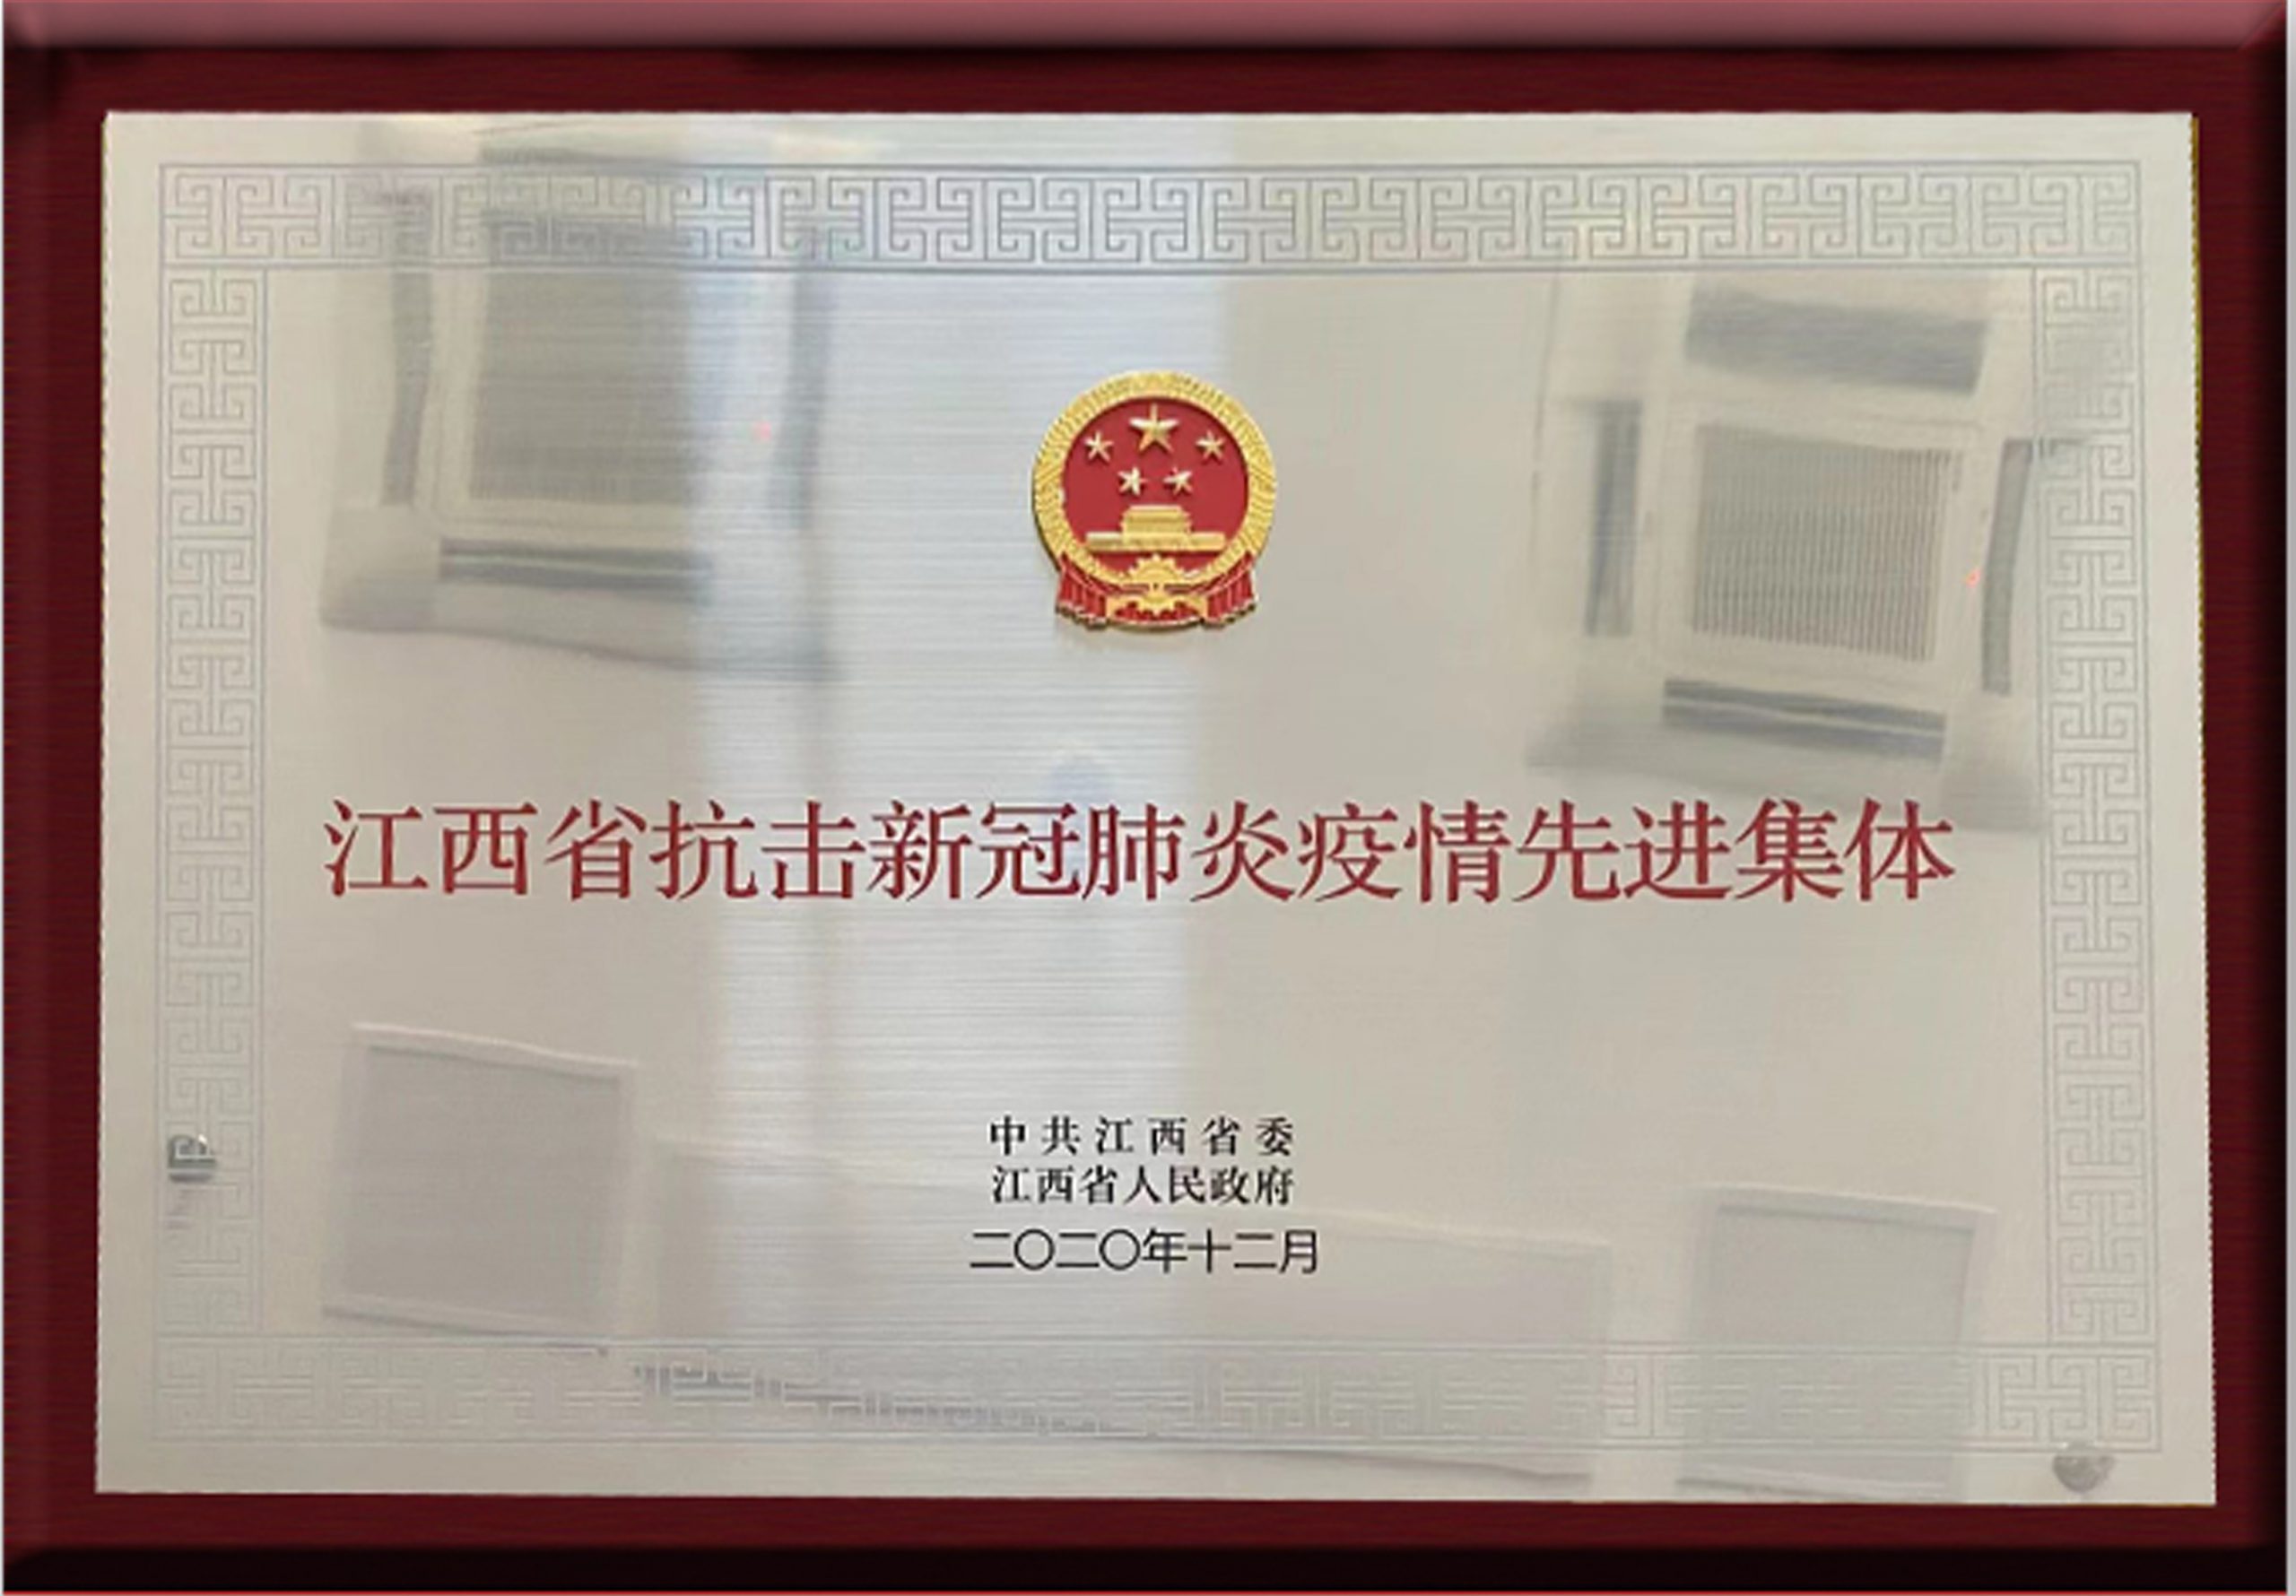 江西省抗击新冠肺炎疫情先进集体
中共江西省委
江西省人民政府
二〇二〇年十二月